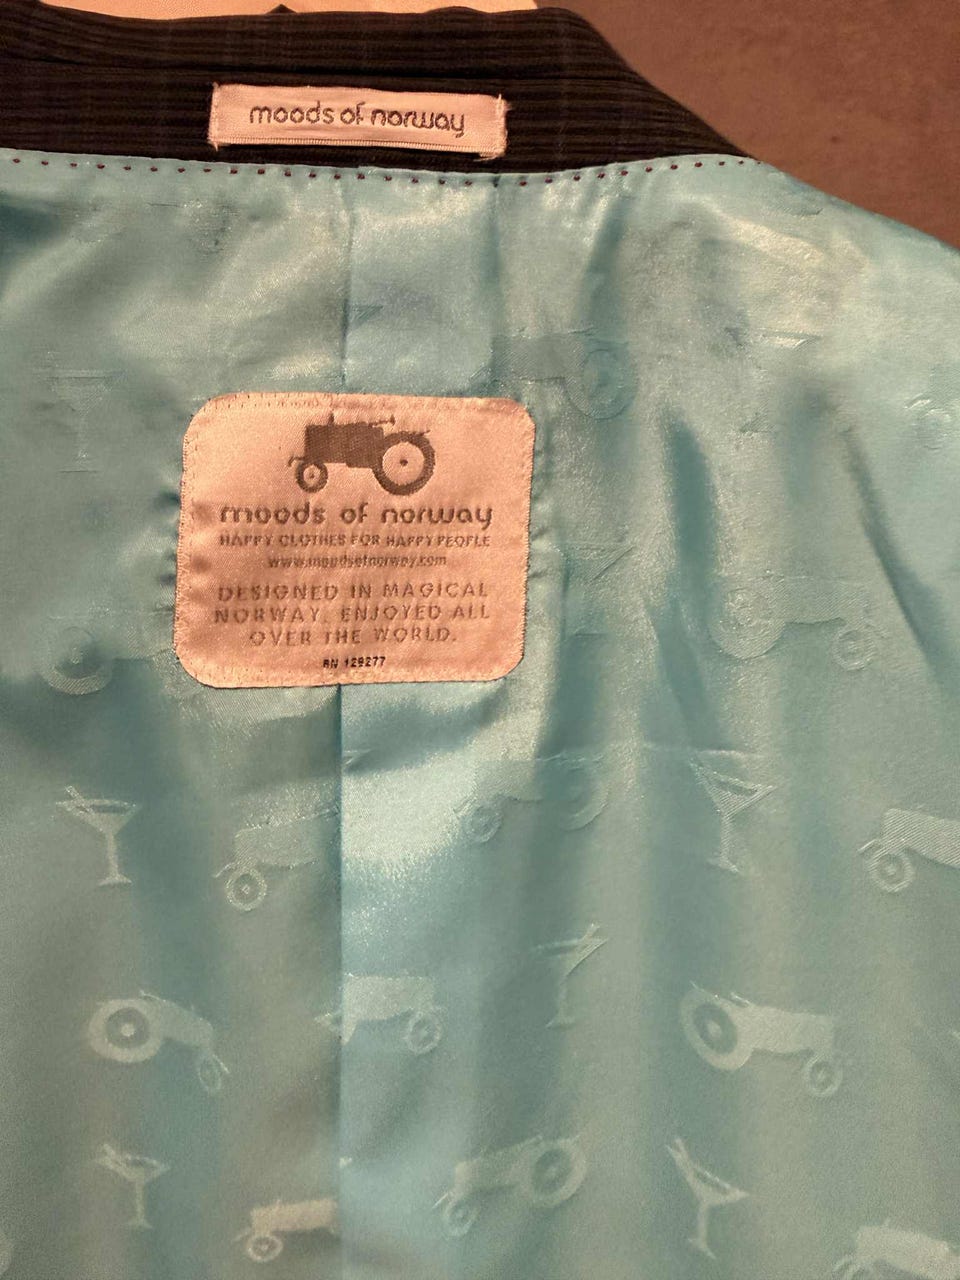 moods of norway
moods of norway
HAPPY CLOTHES FOR HAPPY PEOPLE
www.moodsofnorway.com
DESIGNED IN MAGICAL
NORWAY. ENJOYED ALL
OVER THE WORLD.
RN 129277